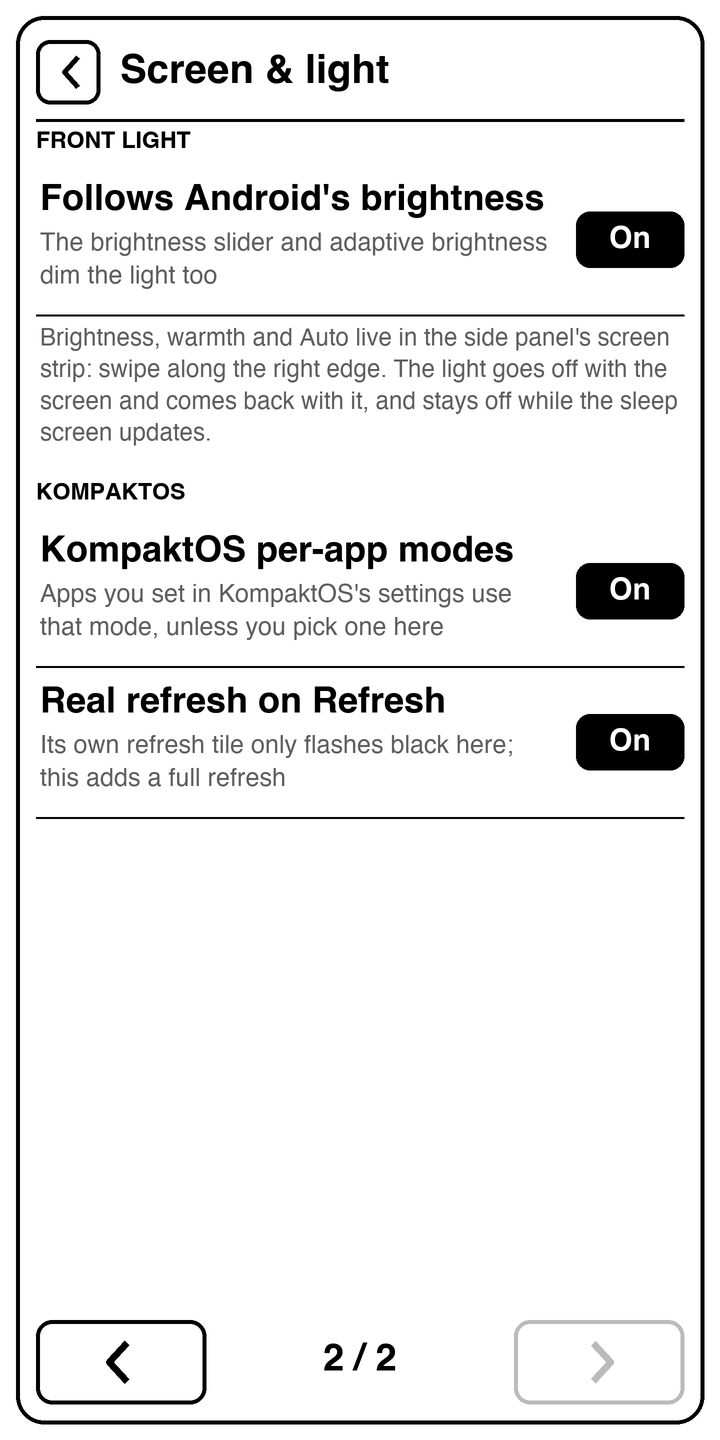 Screen & light
FRONT LIGHT
Follows Android's brightness
The brightness slider and adaptive brightness
dim the light too
On
Brightness, warmth and Auto live in the side panel's screen
strip: swipe along the right edge. The light goes off with the
screen and comes back with it, and stays off while the sleep
screen updates.
KOMPAKTOS
KompaktOS per-app modes
Apps you set in KompaktOS's settings use
that mode, unless you pick one here
On
Real refresh on Refresh
Its own refresh tile only flashes black here;
this adds a full refresh
On
2 / 2